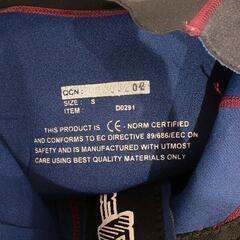 QCN:
SIZE: S
ITEM: D0291
THIS PRODUCT IS CE - NORM CERTIFIED
AND CONFORMS TO EC DIRECTIVE 89/686/EEC ON
SAFETY AND IS MANUFACTURED WITH UTMOST
CARE USING BEST QUALITY MATERIALS ONLY